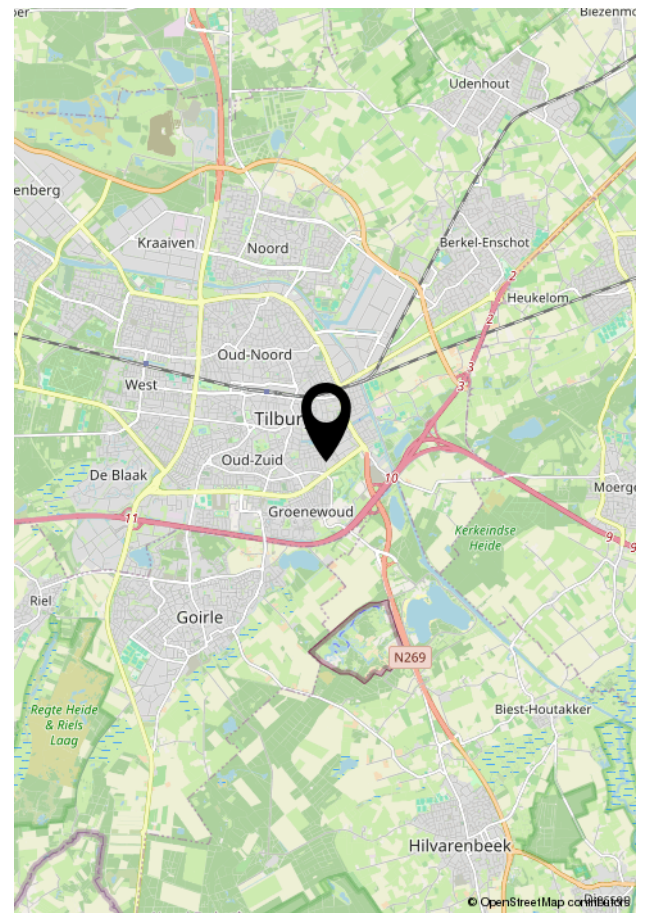 Biezenmo
Udenhout
enberg
Kraaiven
Noord
Berkel-Enschot
2
Heukelom
2
Oud-Noord
3
West
3
Tilbur
Oud-Zuid
De Blaak
10
Moerge
Groenewoud
11
Kerkeindse
Heide
9
9
Riel
Goirle
N269
Regte Heide
& Riels
Laag
Biest-Houtakker
Hilvarenbeek
© OpenStreetMap contributors